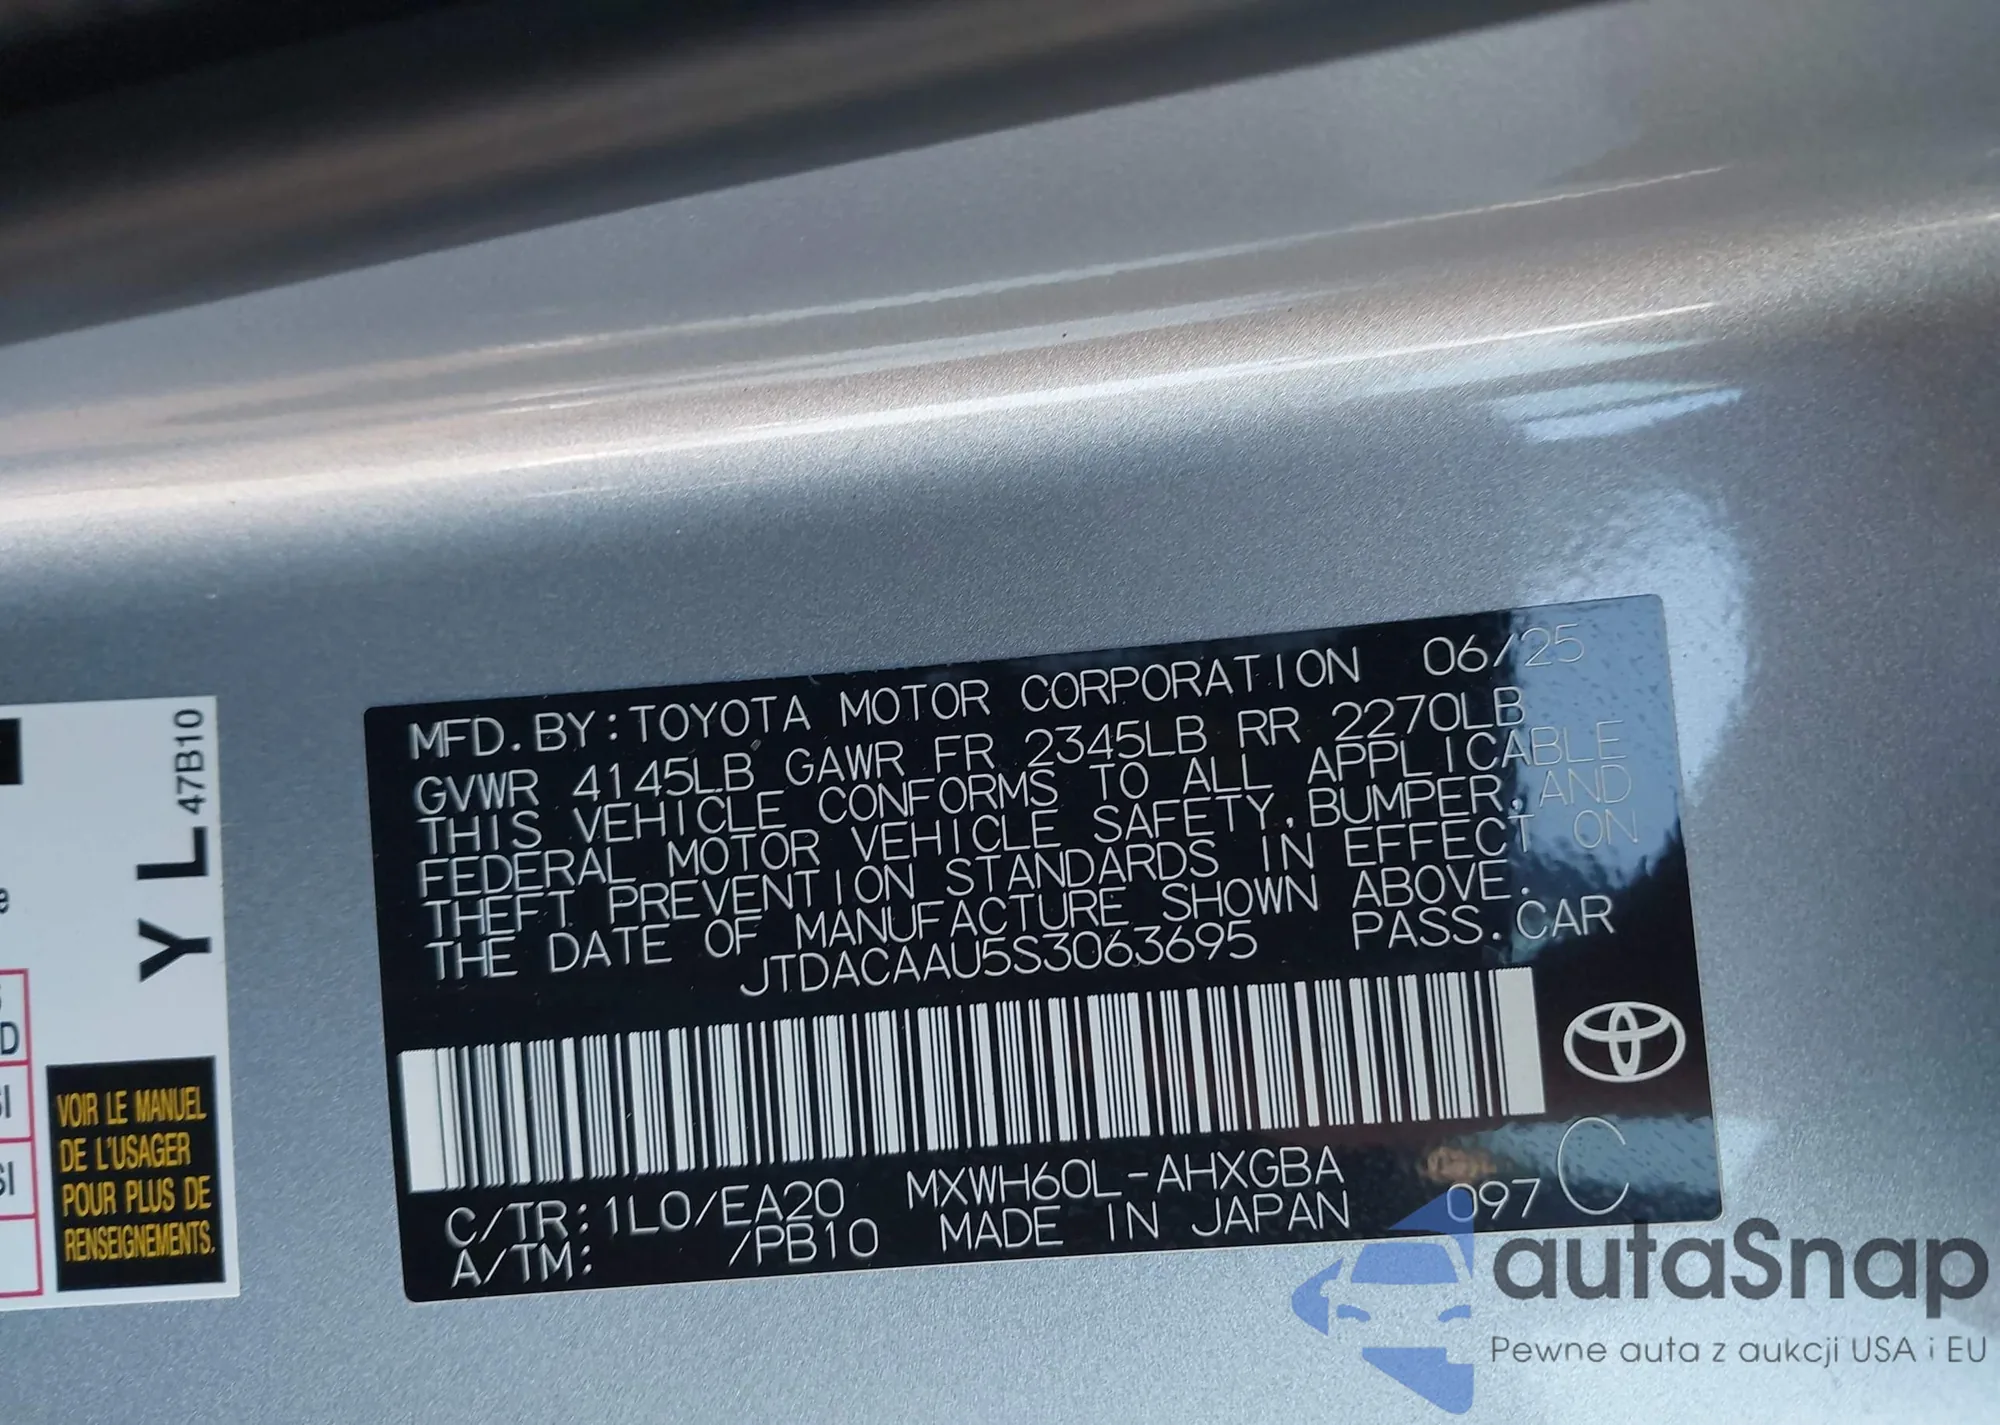 MFD. BY: TOYOTA MOTOR CORPORATION 06/25
GVWR 4145LB GAWR FR 2345LB RR 2270LB
THIS VEHICLE CONFORMS TO ALL APPLICABLE
FEDERAL MOTOR VEHICLE SAFETY, BUMPER, AND
THEFT PREVENTION STANDARDS IN EFFECT ON
THE DATE OF MANUFACTURE SHOWN ABOVE.
JTDACAAU5S3063695 PASS. CAR
C/TR: 1L0/EA20 MXWH60L-AHXGBA
A/TM: /PB10 MADE IN JAPAN 097 C
YL 47B10
e
D
SI
SI
VOIR LE MANUEL
DE L'USAGER
POUR PLUS DE
RENSEIGNEMENTS.
autaSnap
Pewne auta z aukcji USA i EU